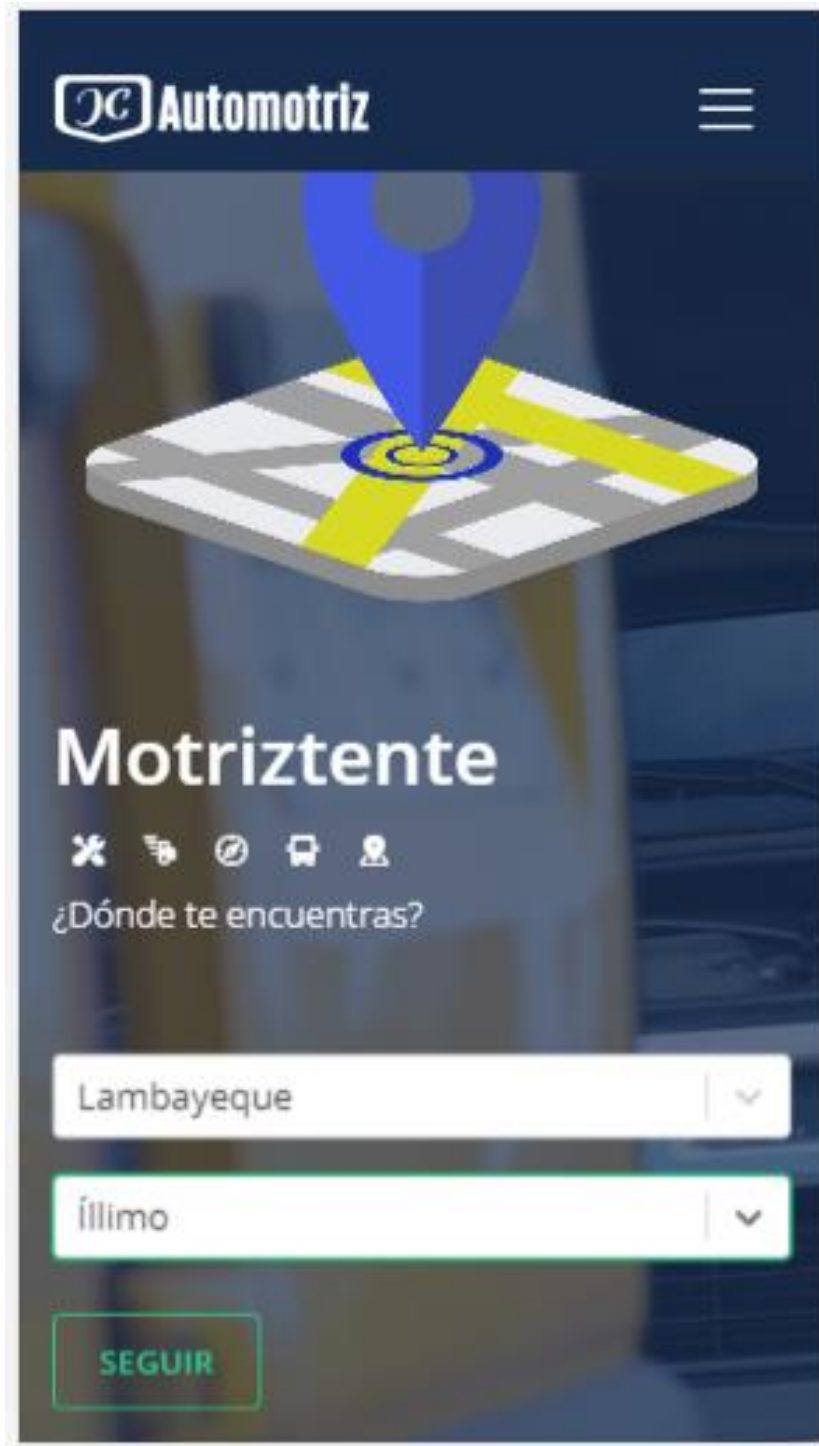 JC Automotriz
Motriztente
¿Dónde te encuentras?
Lambayeque
Íllimo
SEGUIR